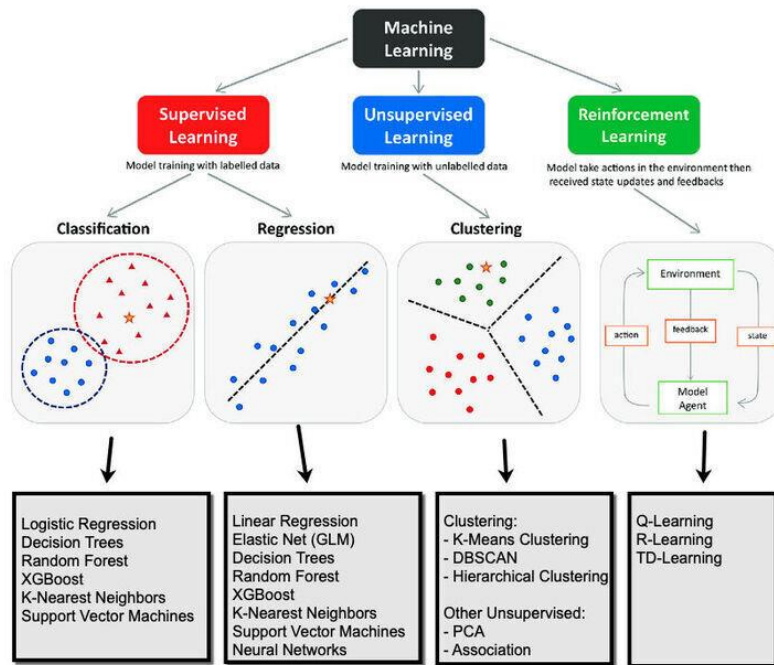 Machine
Learning
Supervised
Learning
Unsupervised
Learning
Reinforcement
Learning
Model training with labelled data
Model training with unlabelled data
Model take actions in the environment then
received state updates and feedbacks
Classification
Regression
Clustering
Environment
action
feedback
state
Model
Agent
Logistic Regression
Decision Trees
Random Forest
XGBoost
K-Nearest Neighbors
Support Vector Machines
Linear Regression
Elastic Net (GLM)
Decision Trees
Random Forest
XGBoost
K-Nearest Neighbors
Support Vector Machines
Neural Networks
Clustering:
- K-Means Clustering
- DBSCAN
- Hierarchical Clustering
Other Unsupervised:
- PCA
- Association
Q-Learning
R-Learning
TD-Learning